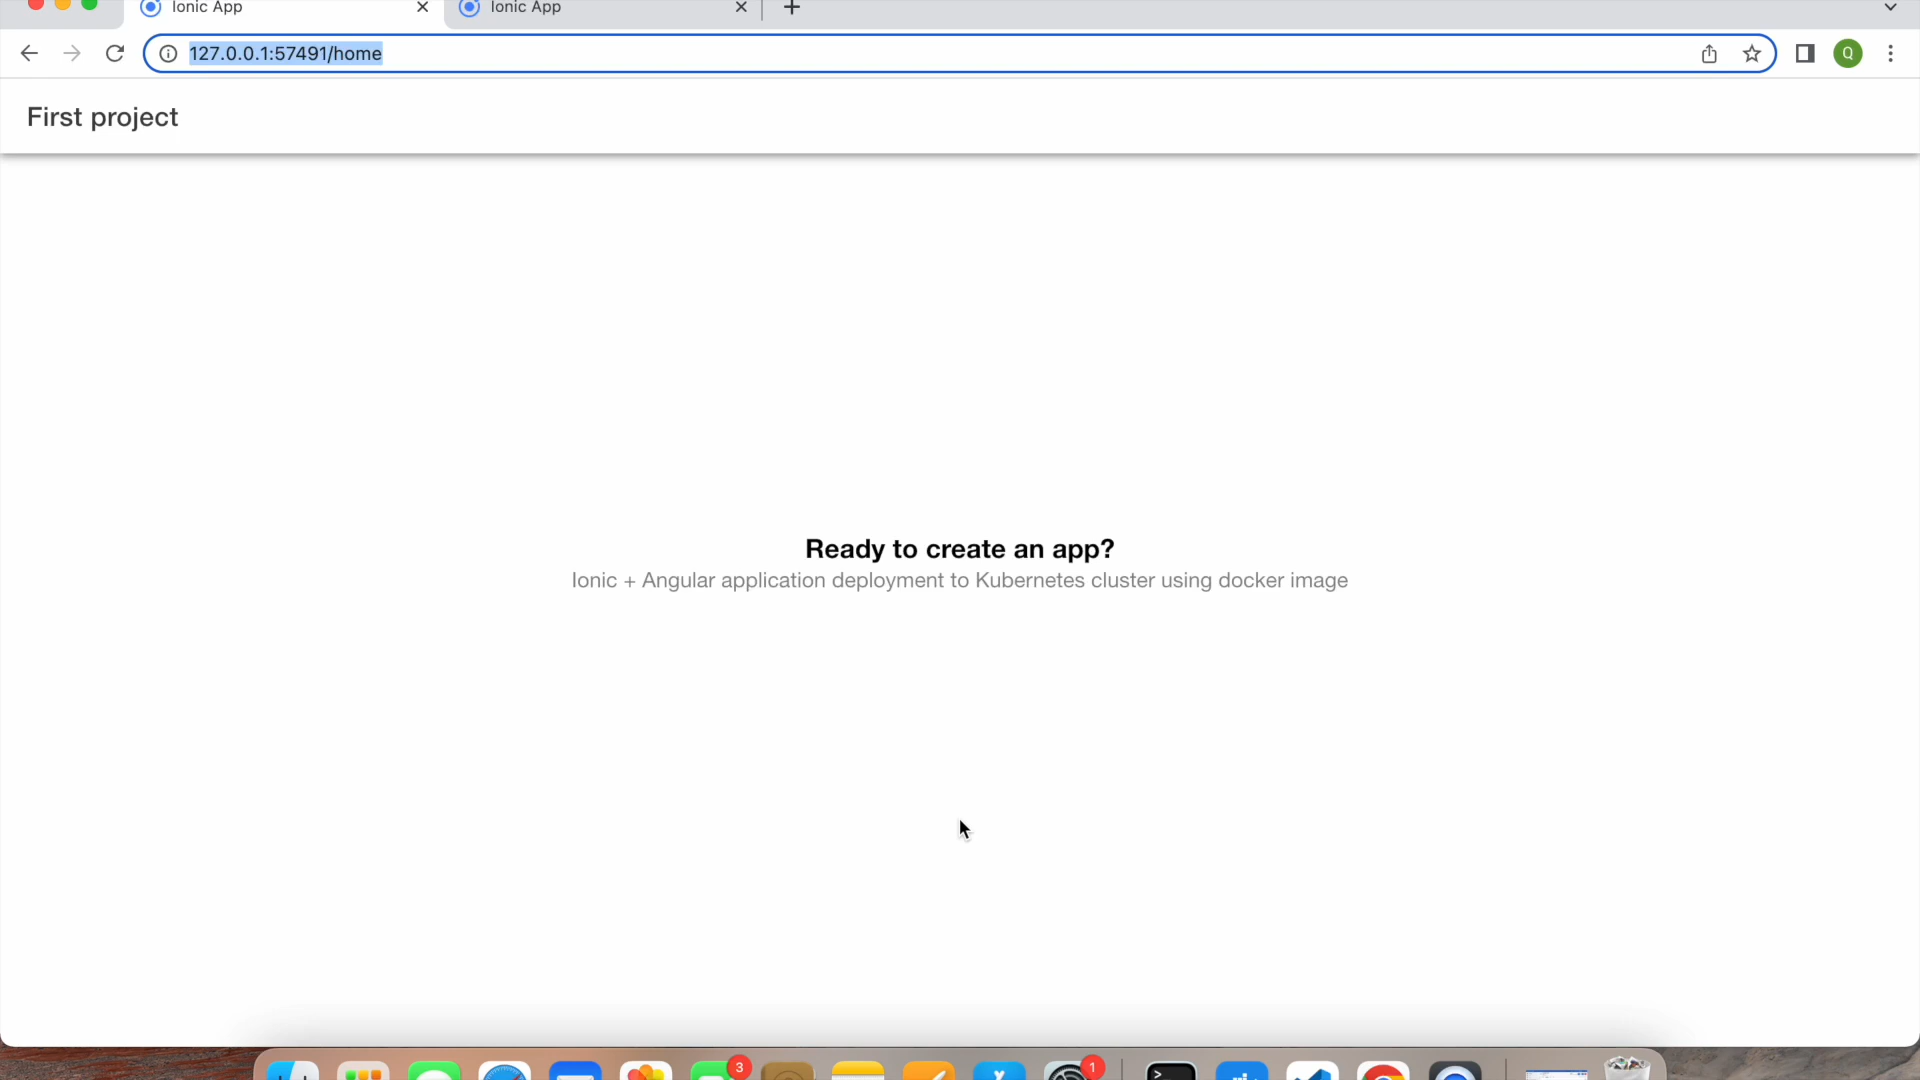 Ionic App
Ionic App
127.0.0.1:57491/home
Q
First project
Ready to create an app?
Ionic + Angular application deployment to Kubernetes cluster using docker image
3
1